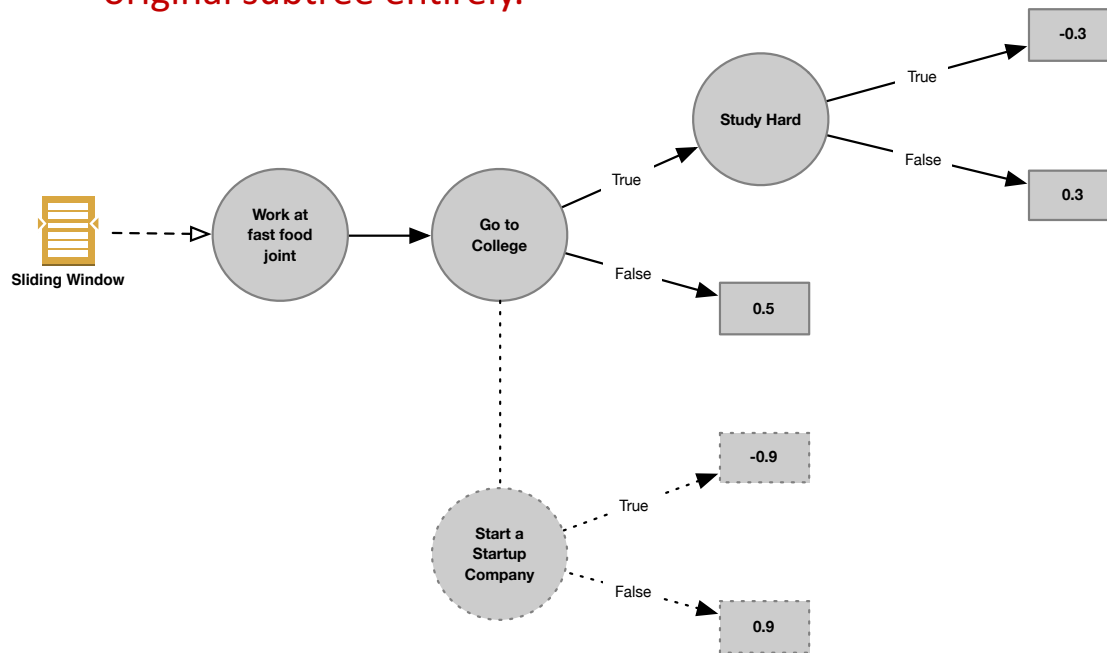 original subtree entirely.
-0.3
True
Study Hard
False
0.3
True
Work at
fast food
joint
Go to
College
Sliding Window
False
0.5
-0.9
True
Start a
Startup
Company
False
0.9